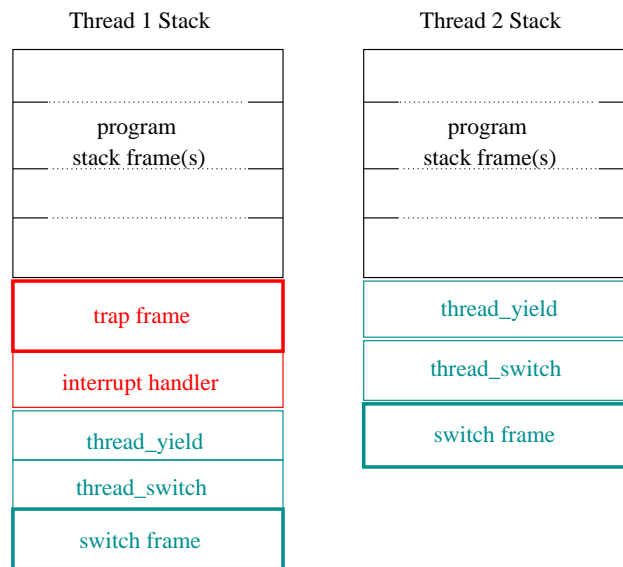 Thread 1 Stack
program
stack frame(s)
trap frame
interrupt handler
thread_yield
thread_switch
switch frame
Thread 2 Stack
program
stack frame(s)
thread_yield
thread_switch
switch frame